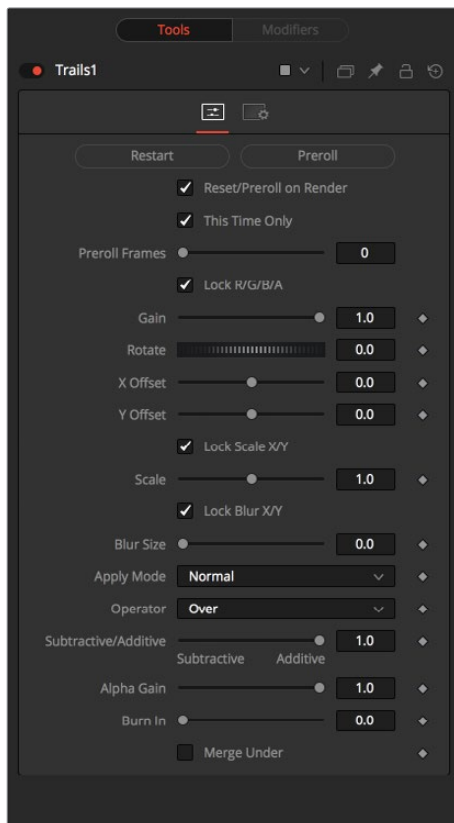 Tools Modifiers
Trails1
Restart Preroll
Reset/Preroll on Render
This Time Only
Preroll Frames 0
Lock R/G/B/A
Gain 1.0
Rotate 0.0
X Offset 0.0
Y Offset 0.0
Lock Scale X/Y
Scale 1.0
Lock Blur X/Y
Blur Size 0.0
Apply Mode Normal
Operator Over
Subtractive/Additive 1.0
Subtractive Additive
Alpha Gain 1.0
Burn In 0.0
Merge Under